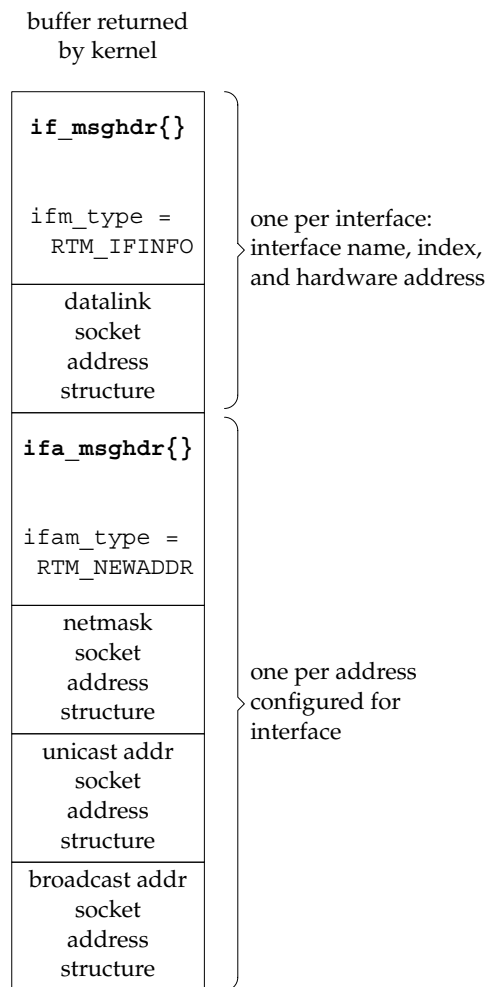 buffer returned
by kernel
if_msghdr{}
ifm_type =
RTM_IFINFO
one per interface:
interface name, index,
and hardware address
datalink
socket
address
structure
ifa_msghdr{}
ifam_type =
RTM_NEWADDR
netmask
socket
address
structure
one per address
configured for
interface
unicast addr
socket
address
structure
broadcast addr
socket
address
structure